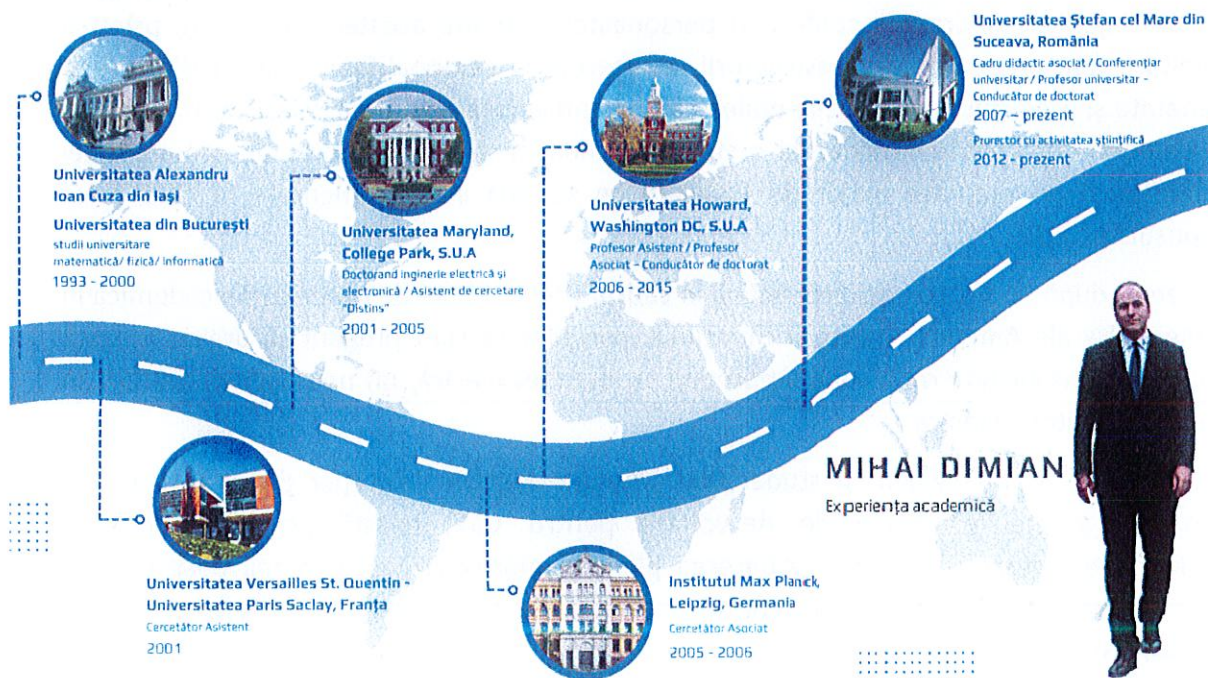 Universitatea Alexandru
Ioan Cuza din Iași
Universitatea din București
studii universitare
matematică/ fizică/ informatică
1993 - 2000
Universitatea Versailles St. Quentin -
Universitatea Paris Saclay, Franța
Cercetător Asistent
2001
Universitatea Maryland,
College Park, S.U.A
Doctorand inginerie electrică și
electronică / Asistent de cercetare
"Distins"
2001 - 2005
Institutul Max Planck,
Leipzig, Germania
Cercetător Asociat
2005 - 2006
Universitatea Howard,
Washington DC, S.U.A
Profesor Asistent / Profesor
Asociat - Conducător de doctorat
2006 - 2015
Universitatea Ștefan cel Mare din
Suceava, România
Cadru didactic asociat / Conferențiar
universitar / Profesor universitar -
Conducător de doctorat
2007 - prezent
Prorector cu activitatea științifică
2012 - prezent
MIHAI DIMIAN
Experiența academică